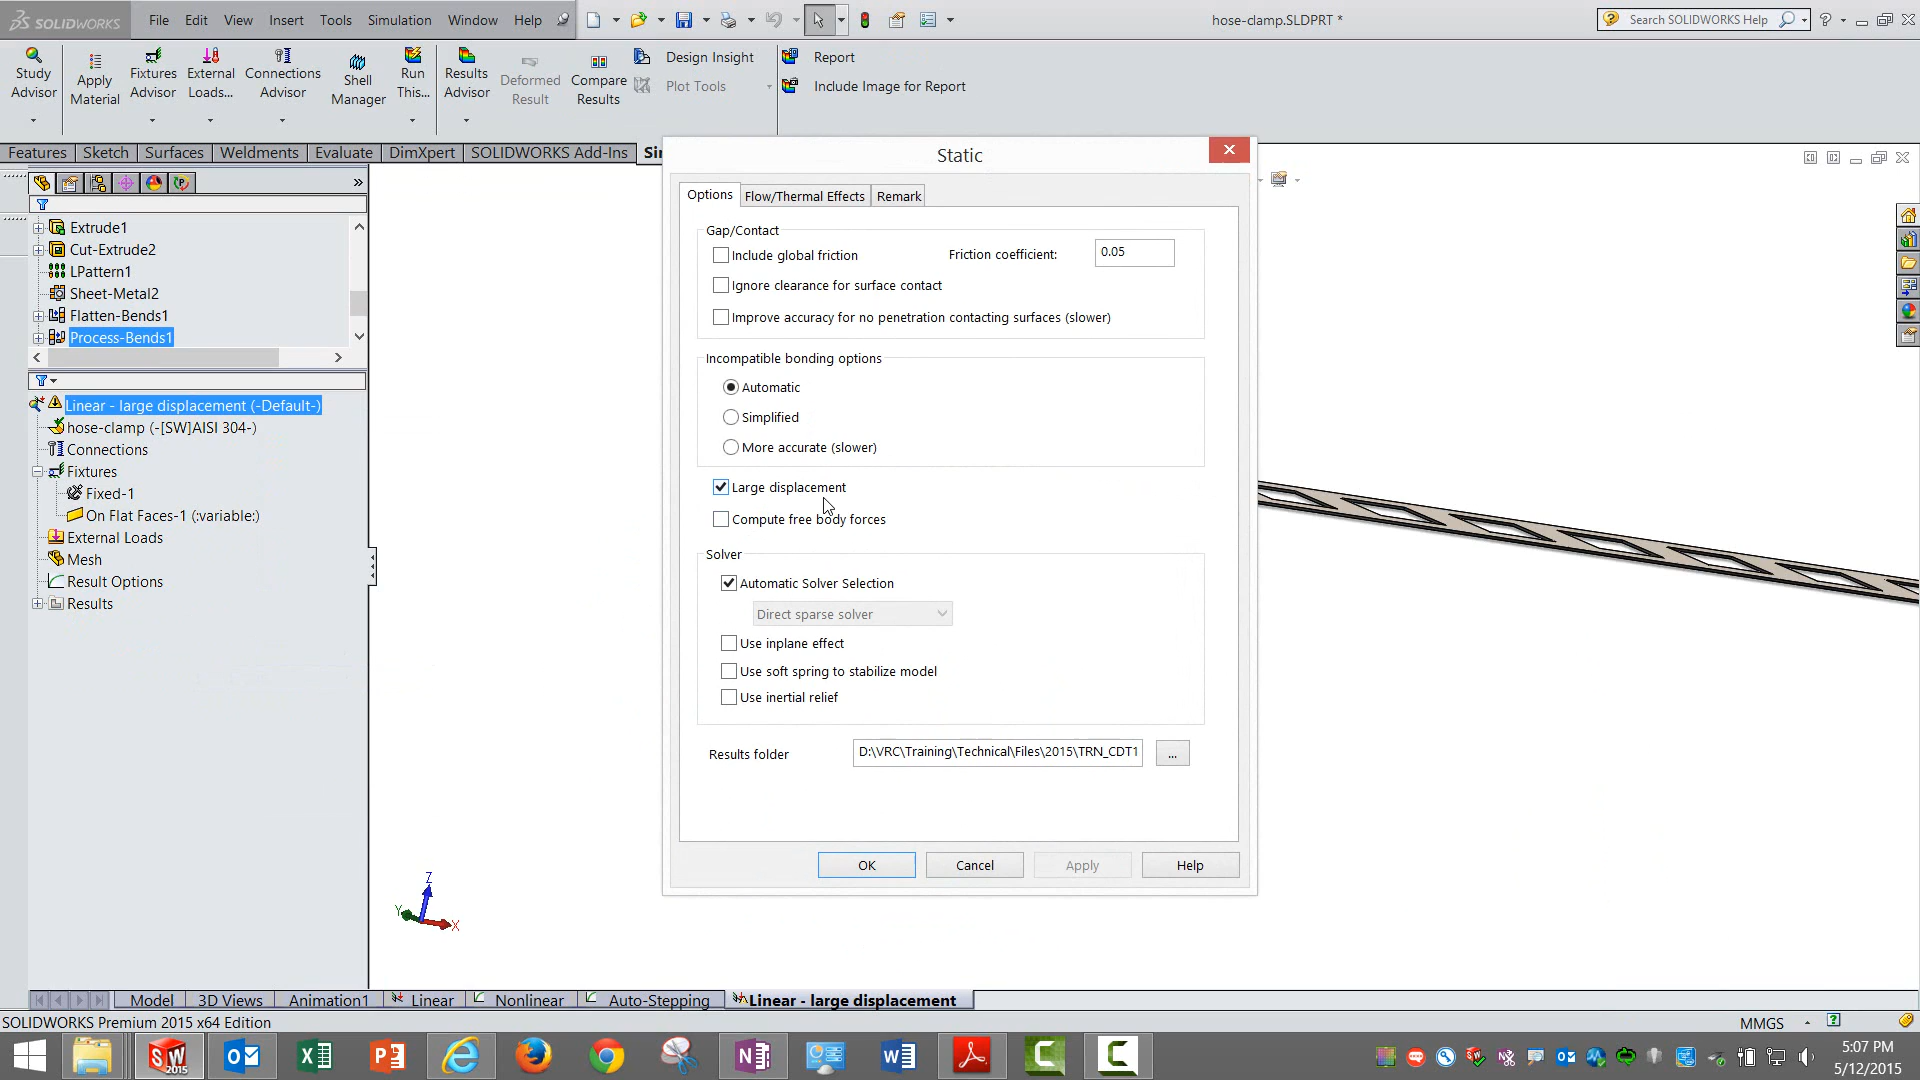 SOLIDWORKS File Edit View Insert Tools Simulation Window Help hose-clamp.SLDPRT * Search SOLIDWORKS Help
Study Advisor
Apply Material
Fixtures Advisor
External Loads...
Connections Advisor
Shell Manager
Run This...
Results Advisor
Deformed Result
Compare Results
Design Insight
Plot Tools
Report
Include Image for Report
Features Sketch Surfaces Weldments Evaluate DimXpert SOLIDWORKS Add-Ins
Extrude1
Cut-Extrude2
LPattern1
Sheet-Metal2
Flatten-Bends1
Process-Bends1
Linear - large displacement (-Default-)
hose-clamp (-[SW]AISI 304-)
Connections
Fixtures
Fixed-1
On Flat Faces-1 (:variable:)
External Loads
Mesh
Result Options
Results
Static
Options Flow/Thermal Effects Remark
Gap/Contact
Include global friction Friction coefficient: 0.05
Ignore clearance for surface contact
Improve accuracy for no penetration contacting surfaces (slower)
Incompatible bonding options
Automatic
Simplified
More accurate (slower)
Large displacement
Compute free body forces
Solver
Automatic Solver Selection
Direct sparse solver
Use inplane effect
Use soft spring to stabilize model
Use inertial relief
Results folder D:\VRC\Training\Technical\Files\2015\TRN_CDT1 ...
OK Cancel Apply Help
Z
Y
X
Model 3D Views Animation1 Linear Nonlinear Auto-Stepping Linear - large displacement
SOLIDWORKS Premium 2015 x64 Edition MMGS
5:07 PM
5/12/2015